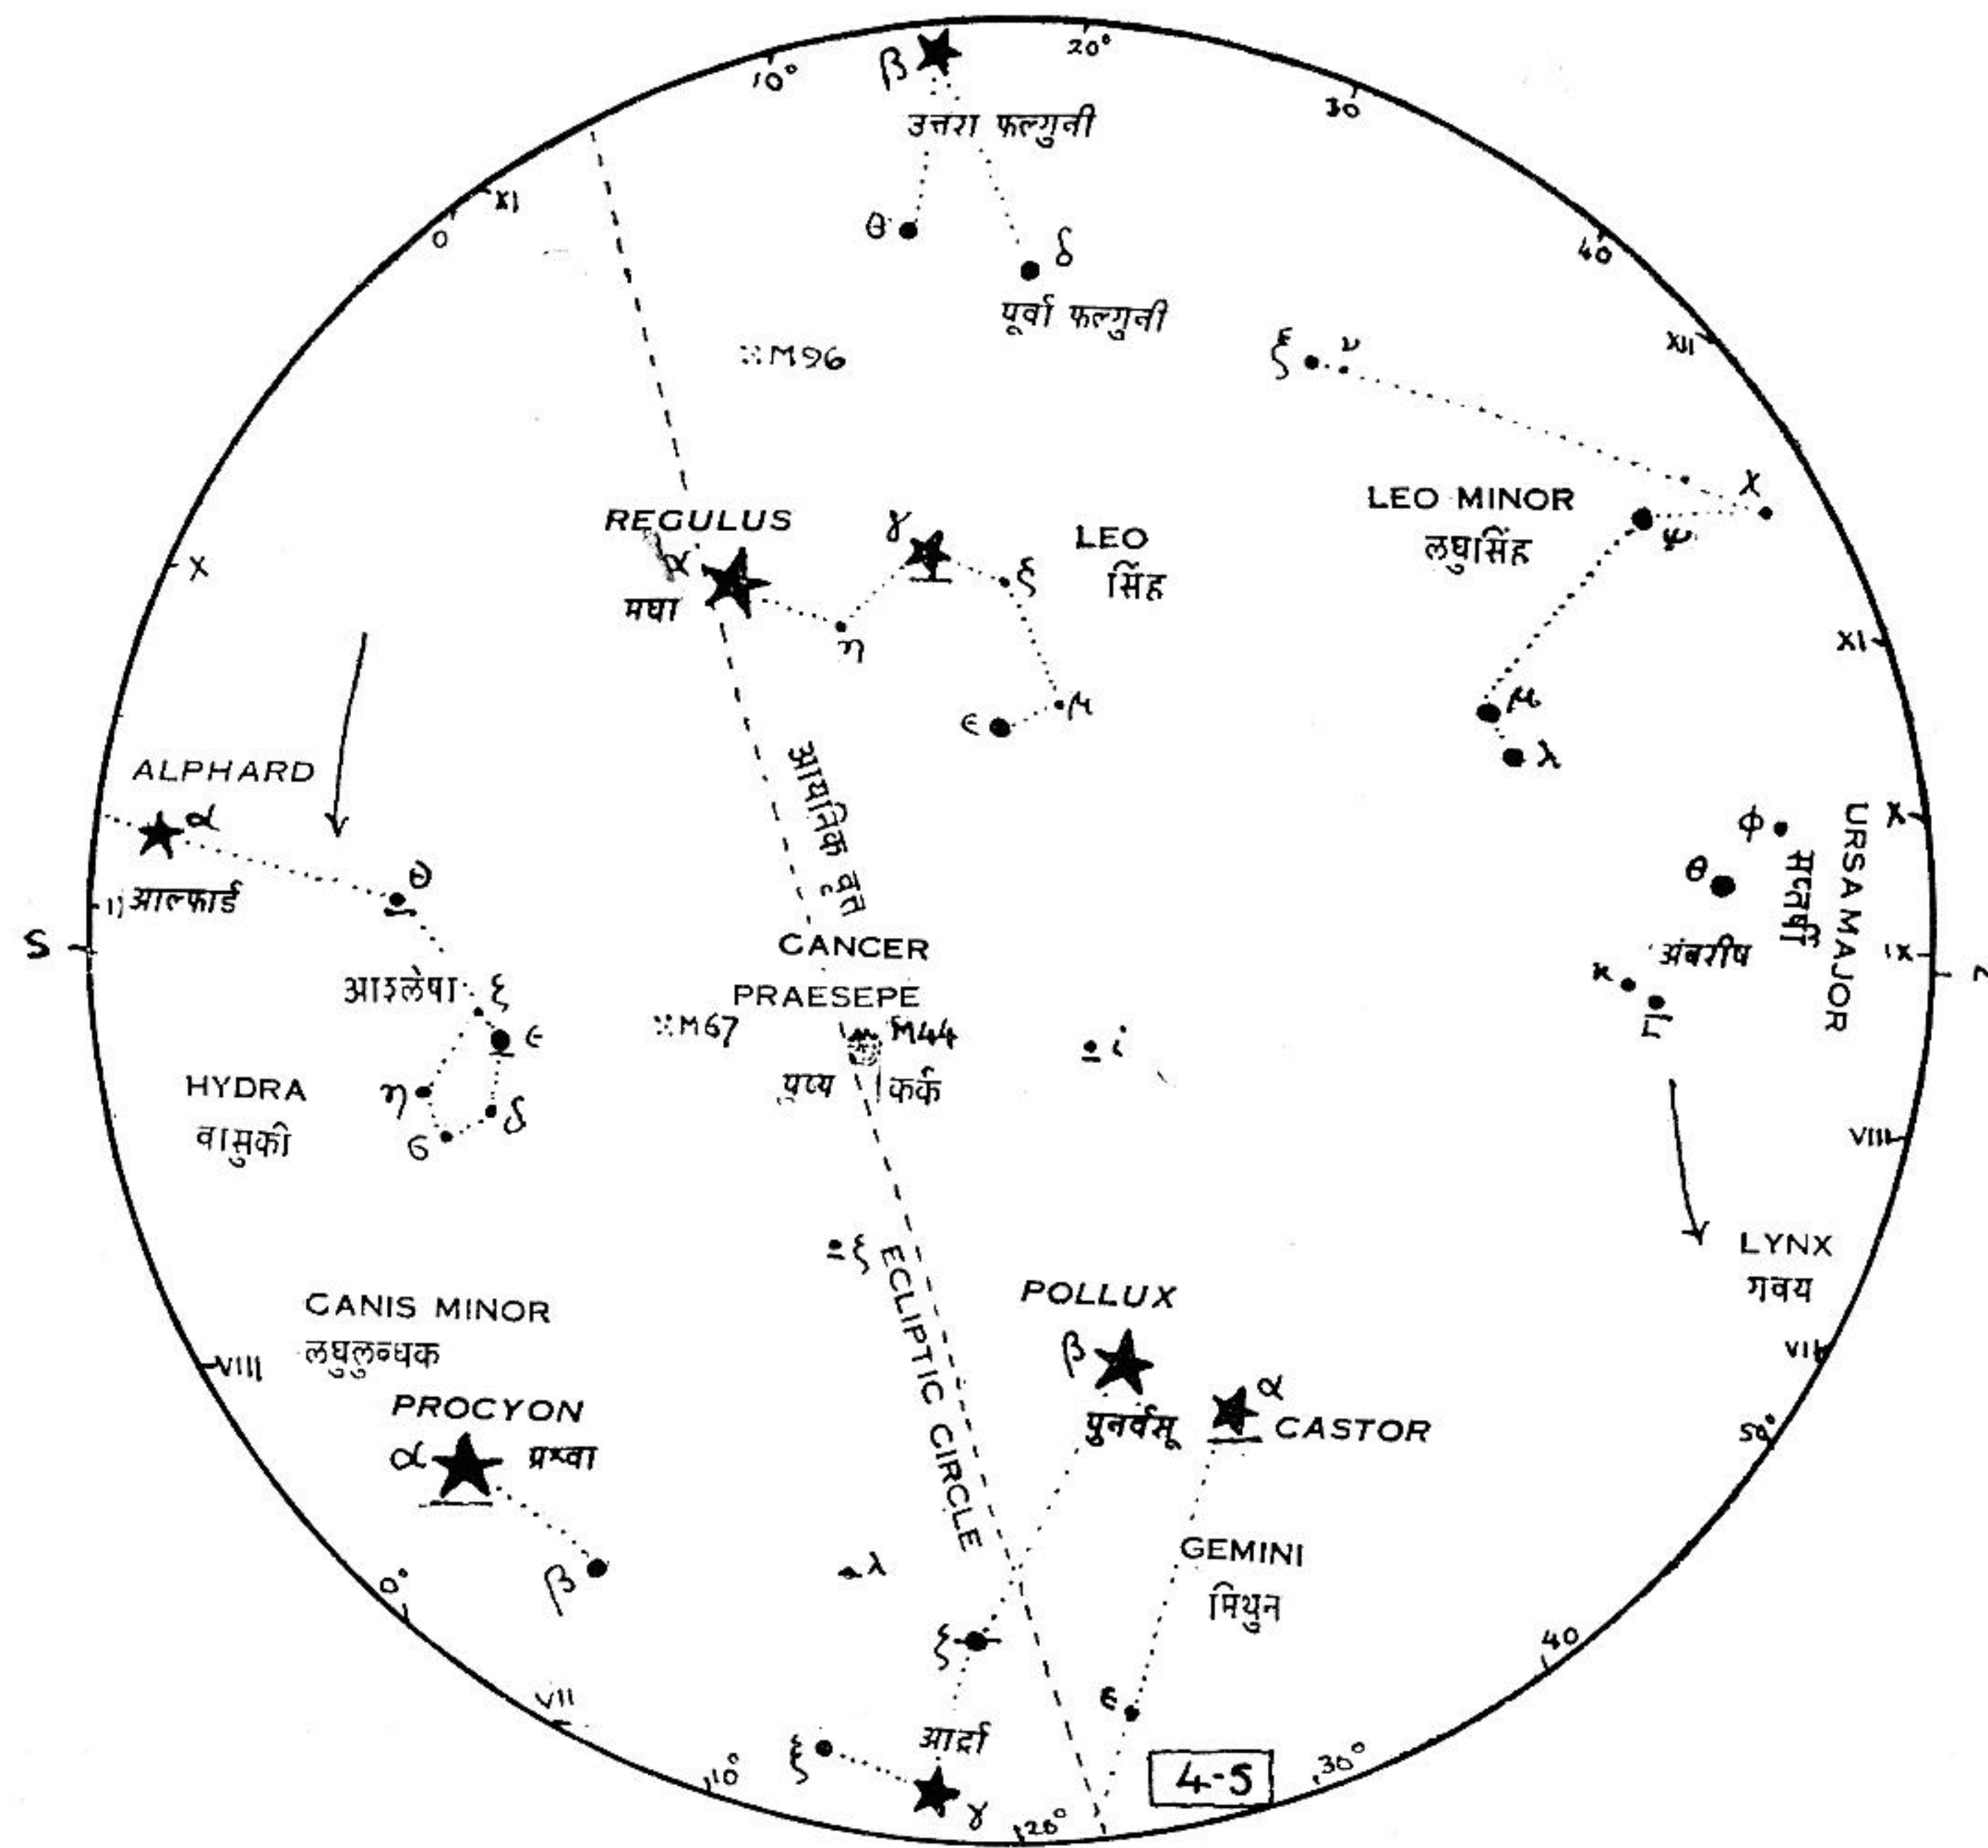 β
10°
20°
30
उत्तरा फल्गुनी
XI
0
θ
δ
40
पूर्वा फल्गुनी
M96
ξ ν
XII
REGULUS
γ
LEO
सिंह
LEO MINOR
लघुसिंह
χ
ψ
X
α
ξ
मघा
η
XI
μ
ε
μ
λ
ALPHARD
α
आयनिक वृत्त
φ
X
URSA MAJOR
सप्तर्षी
आल्फार्ड
θ
θ
S
CANCER
अंबरीष
IX
κ
आश्लेषा
ξ
PRAESEPE
M67
M44
ε
i
HYDRA
वासुकी
η
δ
पुष्य
कर्क
σ
VIII
ξ
ECLIPTIC CIRCLE
LYNX
गवय
CANIS MINOR
लघुलुब्धक
POLLUX
VIII
β
VII
PROCYON
α
पुनर्वसू
CASTOR
50°
α
प्रश्वा
0°
β
λ
GEMINI
मिथुन
ξ
40
VII
ε
आर्द्रा
ξ
10°
γ
20°
4-5
30°